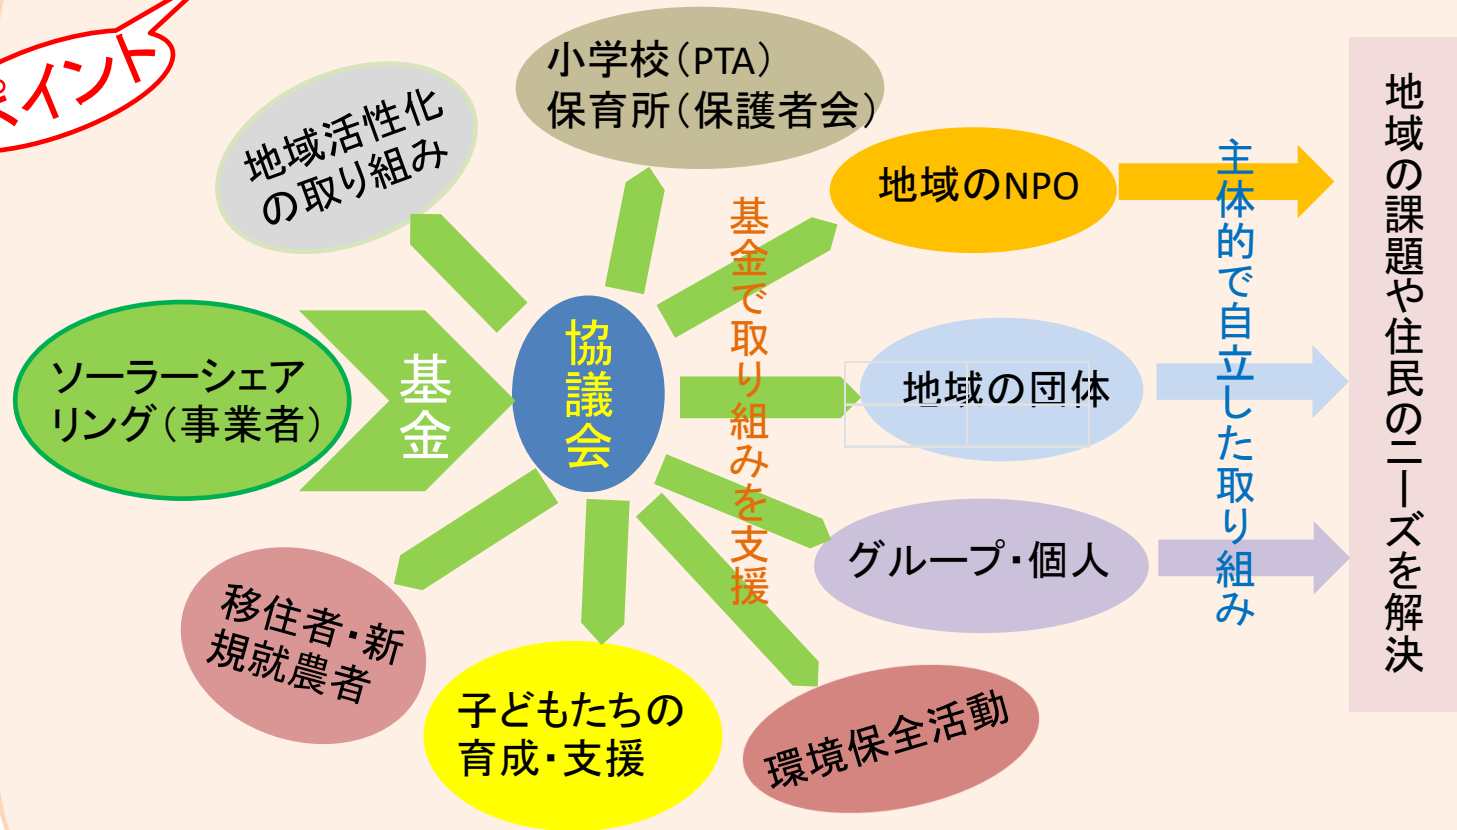 ポイント
小学校(PTA)
保育所(保護者会)
地域活性化
の取り組み
地域のNPO
ソーラーシェア
リング(事業者)
基金
協議会
基金で取り組みを支援
地域の団体
グループ・個人
移住者・新
規就農者
子どもたちの
育成・支援
環境保全活動
主体的で自立した取り組み
地域の課題や住民のニーズを解決